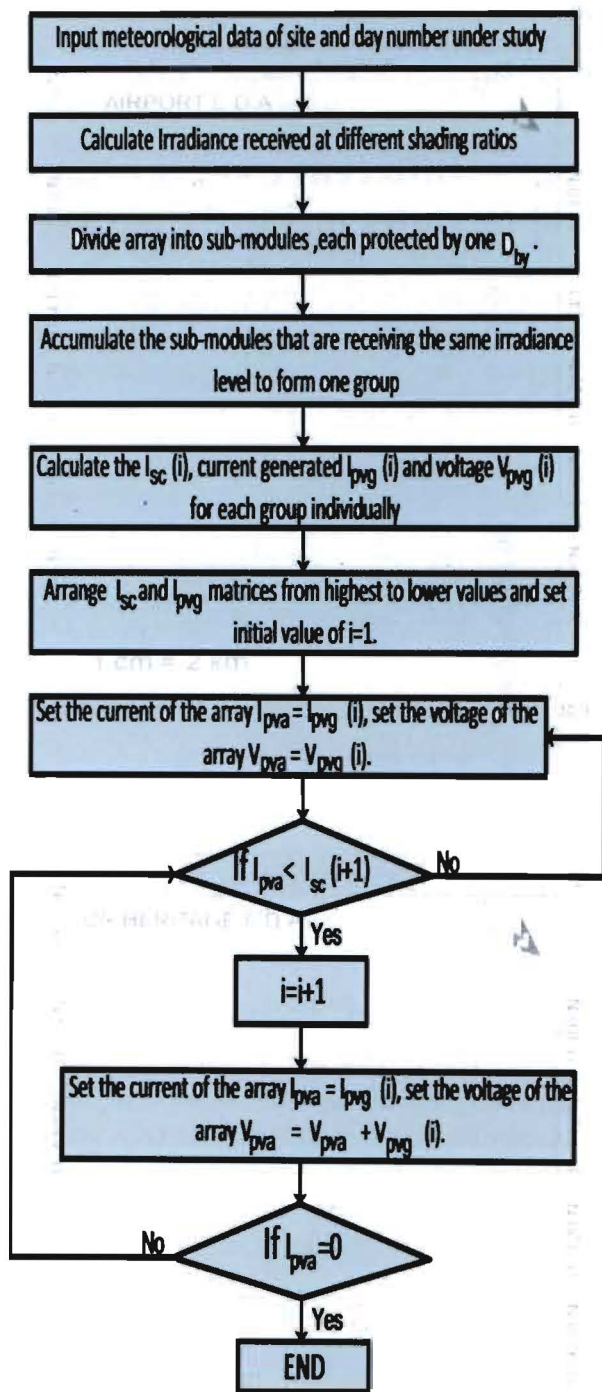 Input meteorological data of site and day number under study
Calculate Irradiance received at different shading ratios
Divide array into sub-modules ,each protected by one D_by.
Accumulate the sub-modules that are receiving the same irradiance
level to form one group
Calculate the I_sc (i), current generated I_pvg (i) and voltage V_pvg (i)
for each group individually
Arrange I_sc and I_pvg matrices from highest to lower values and set
initial value of i=1.
1 cm = 2 km
Set the current of the array I_pva = I_pvg (i), set the voltage of the
array V_pva = V_pvg (i).
If I_pva < I_sc (i+1)
No
Yes
i=i+1
Set the current of the array I_pva = I_pvg (i), set the voltage of the
array V_pva = V_pva + V_pvg (i).
If I_pva =0
No
Yes
END